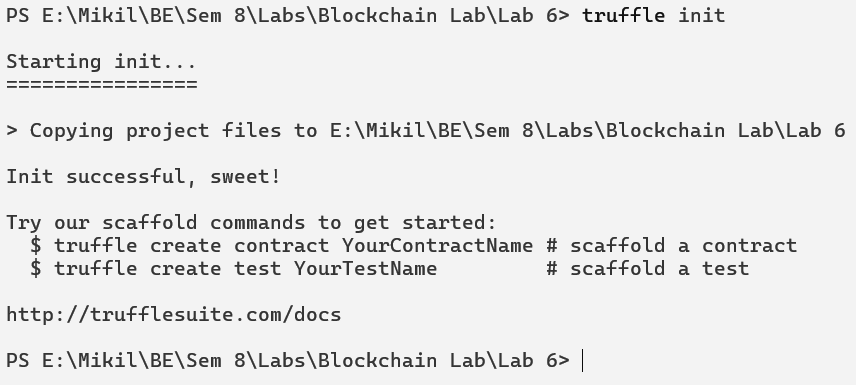 PS E:\Mikil\BE\Sem 8\Labs\Blockchain Lab\Lab 6> truffle init
Starting init...
================
> Copying project files to E:\Mikil\BE\Sem 8\Labs\Blockchain Lab\Lab 6
Init successful, sweet!
Try our scaffold commands to get started:
  $ truffle create contract YourContractName # scaffold a contract
  $ truffle create test YourTestName         # scaffold a test
http://trufflesuite.com/docs
PS E:\Mikil\BE\Sem 8\Labs\Blockchain Lab\Lab 6>